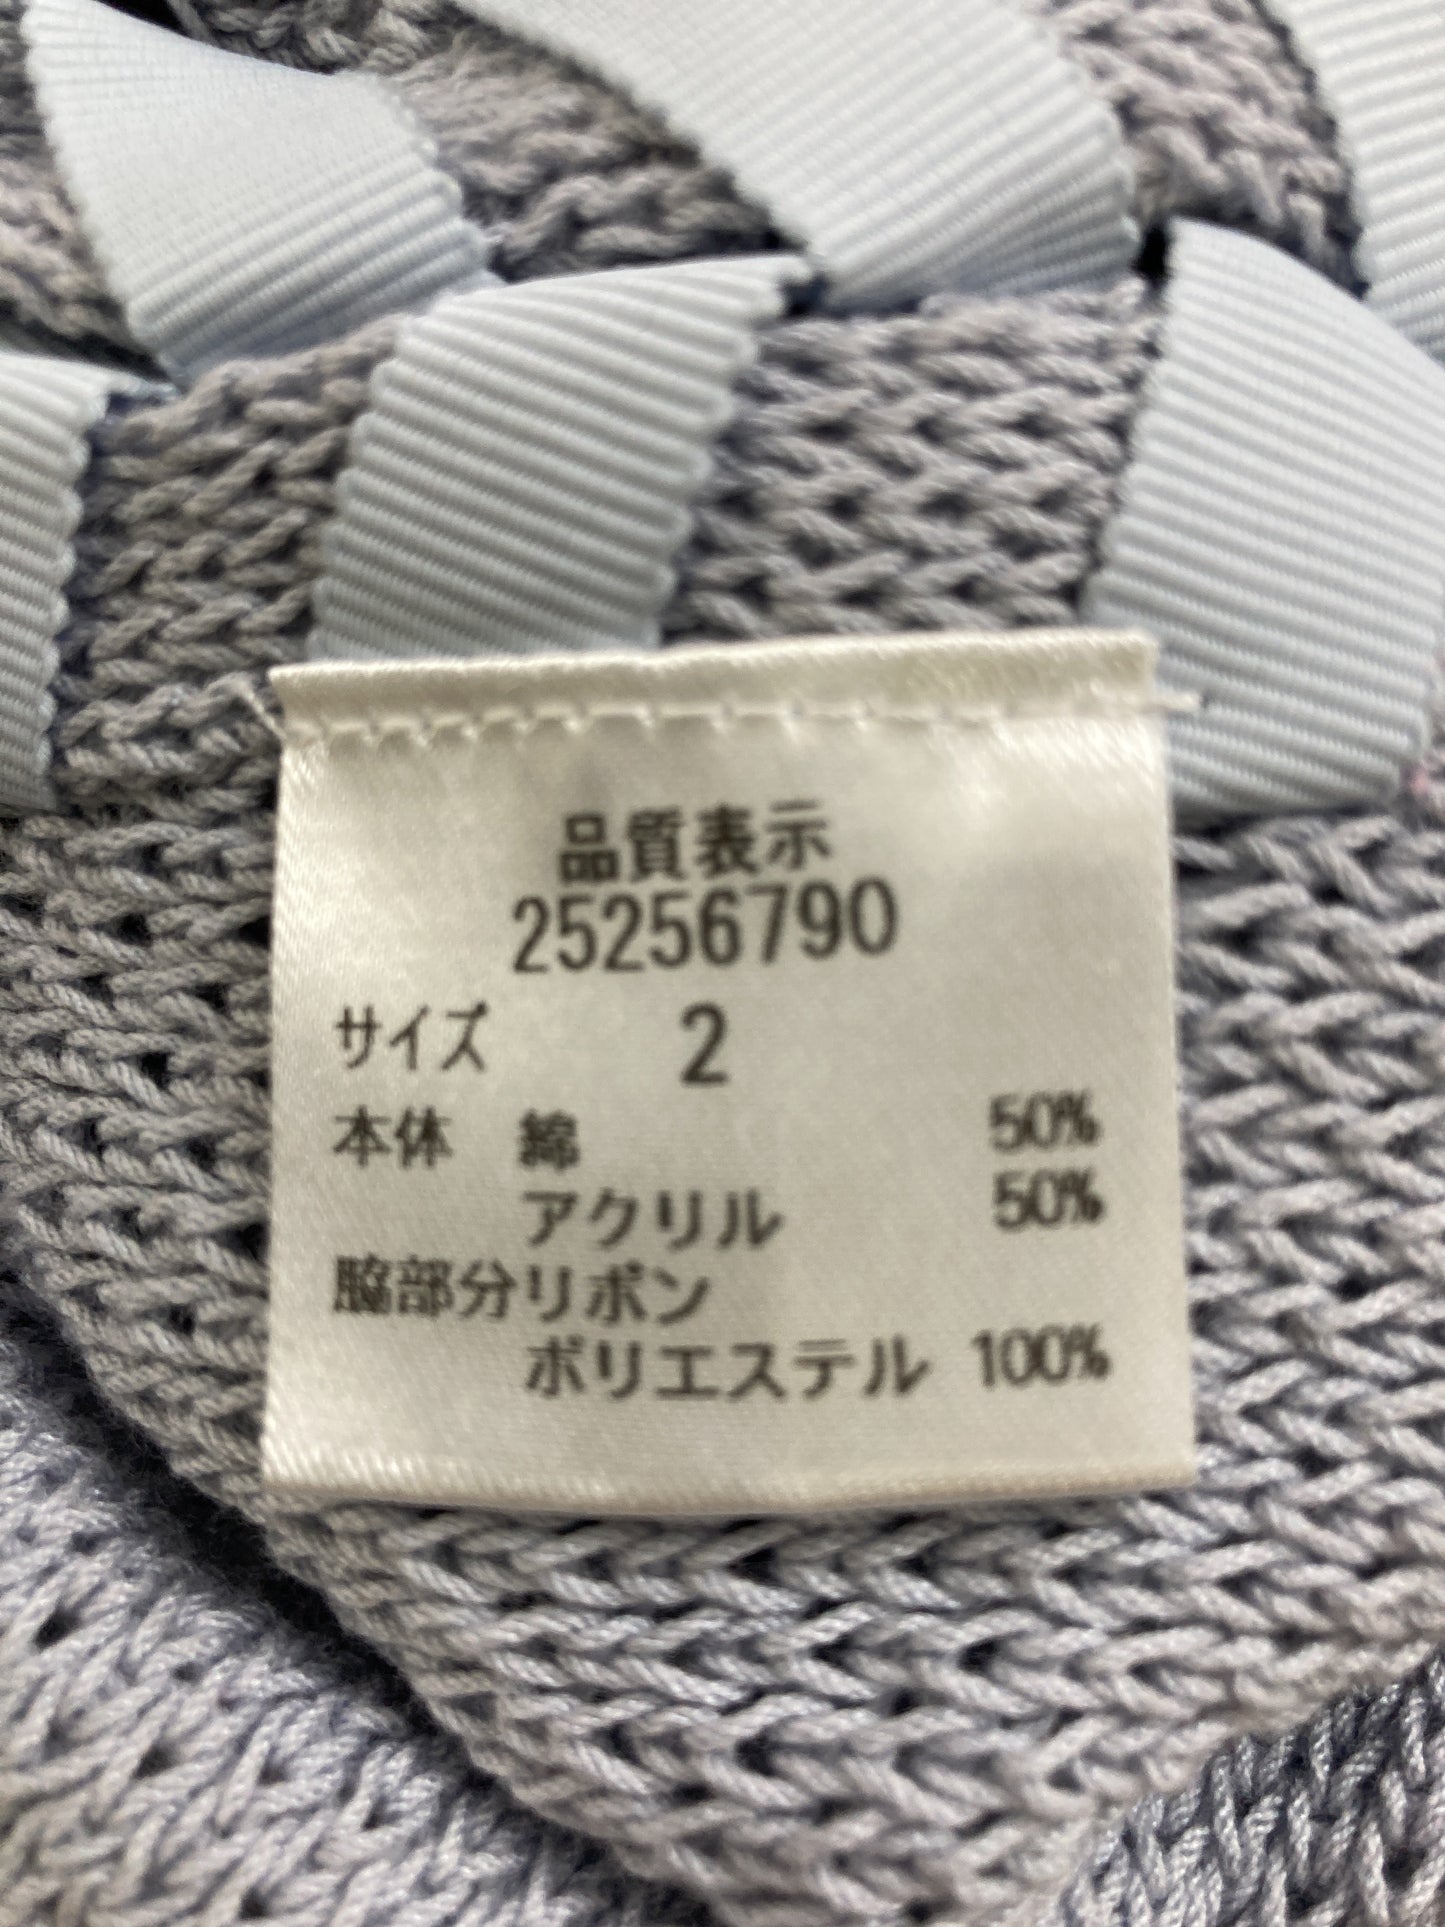 品質表示
25256790
サイズ 2
本体 綿 50%
アクリル 50%
脇部分リボン
ポリエステル 100%